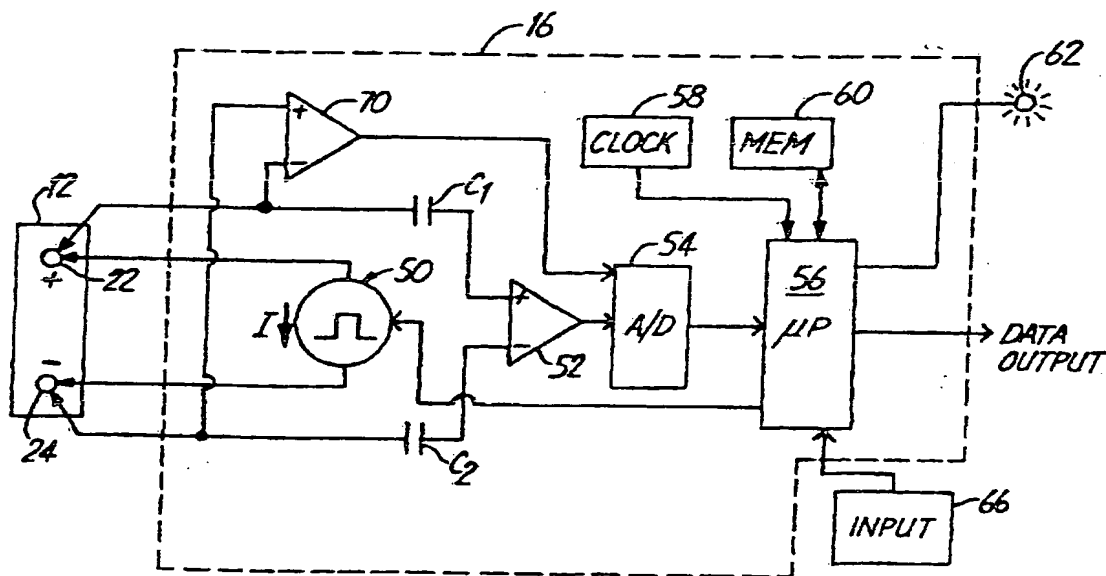 16
62
70
58
60
CLOCK
MEM
+
−
C1
12
54
22
+
50
56
I
+
A/D
μP
−
DATA
OUTPUT
−
52
24
C2
66
INPUT